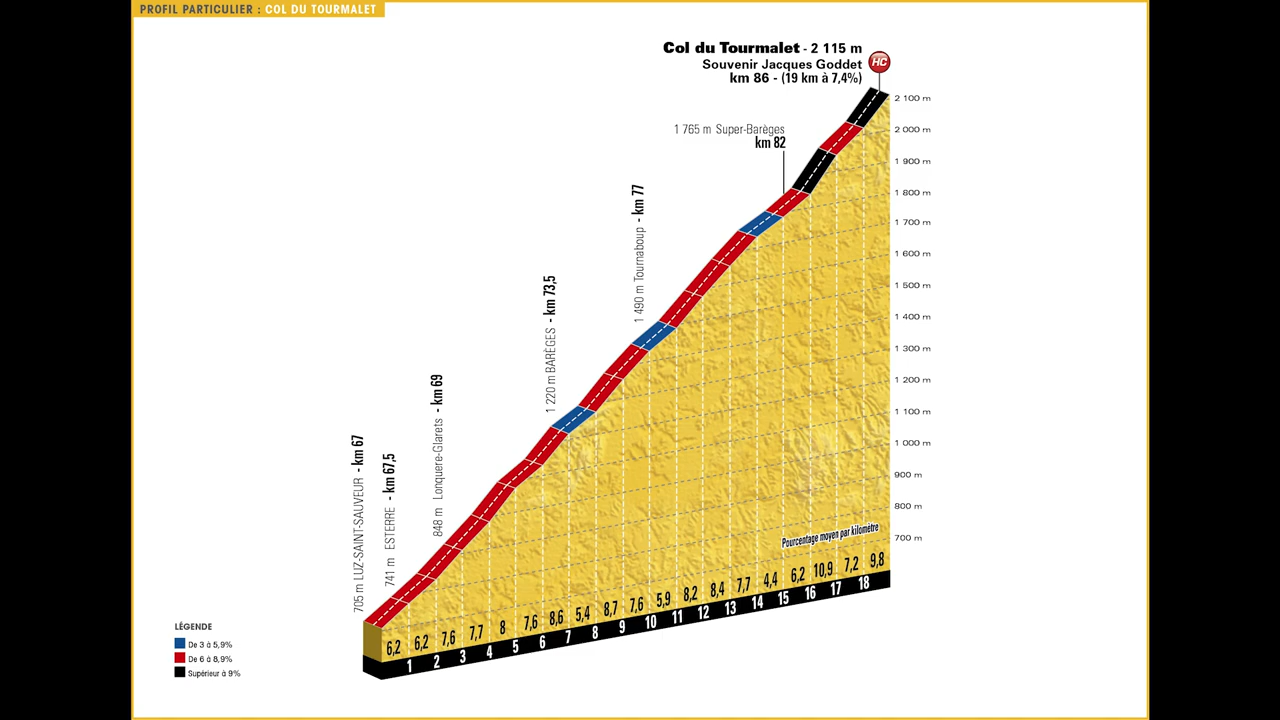 PROFIL PARTICULIER : COL DU TOURMALET
Col du Tourmalet - 2 115 m
Souvenir Jacques Goddet
km 86 - (19 km à 7,4%)
HC
1 765 m Super-Barèges
km 82
1 490 m Tournaboup - km 77
1 220 m BARÈGES - km 73,5
848 m Lonquere-Glarets - km 69
741 m ESTERRE - km 67,5
705 m LUZ-SAINT-SAUVEUR - km 67
2 100 m
2 000 m
1 900 m
1 800 m
1 700 m
1 600 m
1 500 m
1 400 m
1 300 m
1 200 m
1 100 m
1 000 m
900 m
800 m
700 m
Pourcentage moyen par kilomètre
6,2 6,2 7,6 7,7 8 7,6 8,6 5,4 8,7 7,6 5,9 8,2 8,4 7,7 4,4 6,2 10,9 7,2 9,8
1 2 3 4 5 6 7 8 9 10 11 12 13 14 15 16 17 18
LÉGENDE
De 3 à 5,9%
De 6 à 8,9%
Supérieur à 9%